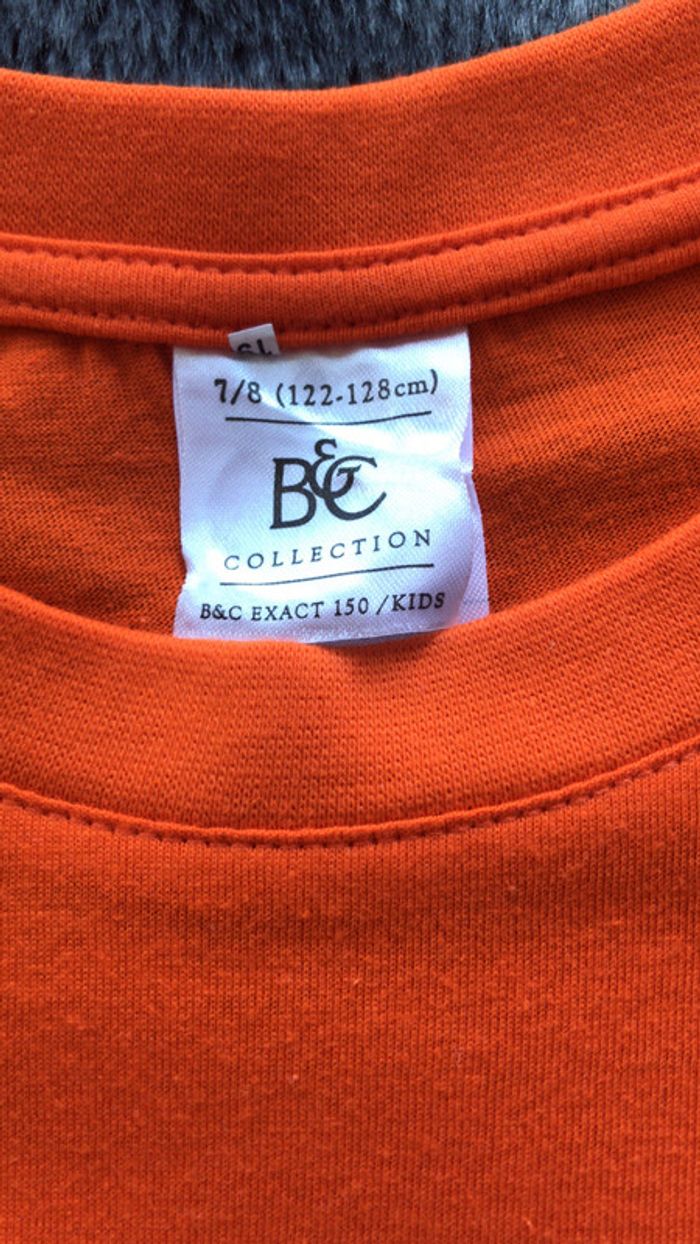 7/8 (122-128cm)
B&C
COLLECTION
B&C EXACT 150 /KIDS